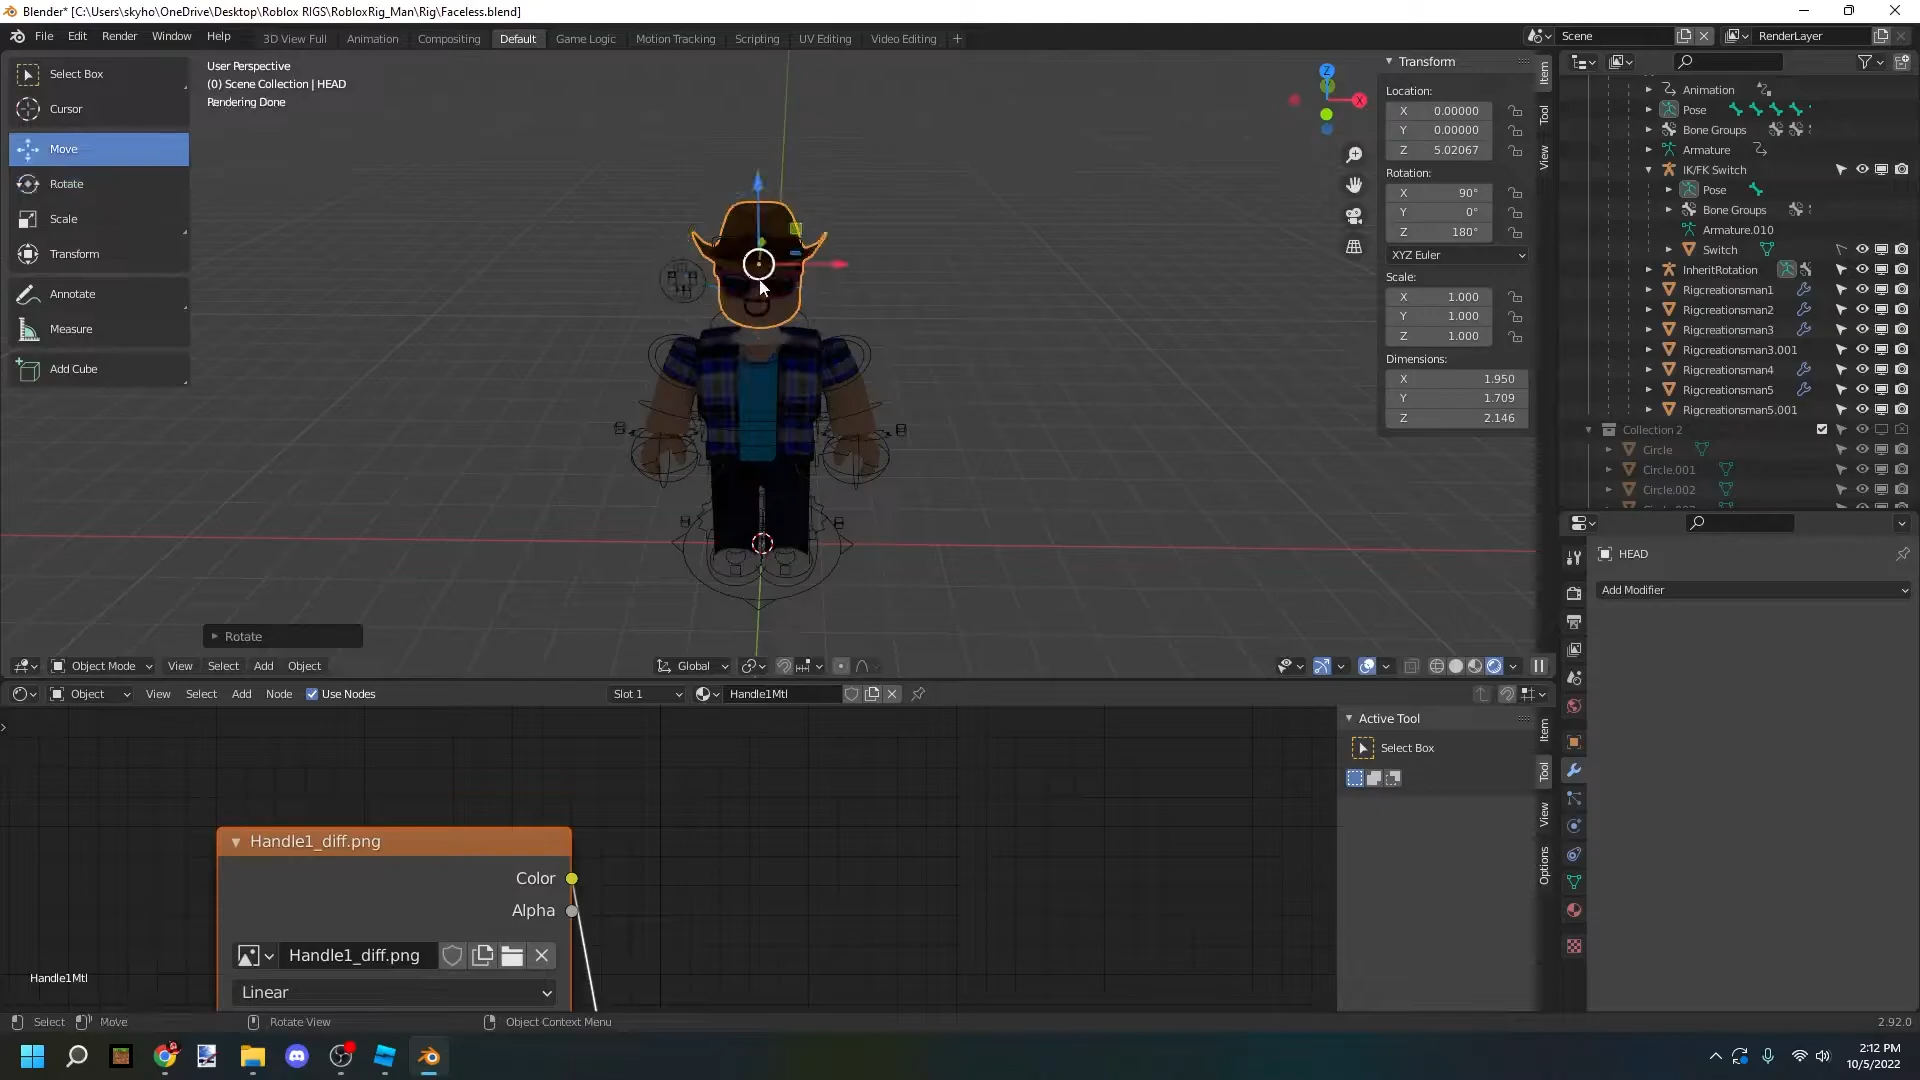 Blender* [C:\Users\skyho\OneDrive\Desktop\Roblox RIGS\RobloxRig_Man\Rig\Faceless.blend]
File Edit Render Window Help
3D View Full Animation Compositing Default Game Logic Motion Tracking Scripting UV Editing Video Editing +
Scene
RenderLayer
Select Box
Cursor
Move
Rotate
Scale
Transform
Annotate
Measure
Add Cube
User Perspective
(0) Scene Collection | HEAD
Rendering Done
Z
X
Transform
Location:
X 0.00000
Y 0.00000
Z 5.02067
Rotation:
X 90°
Y 0°
Z 180°
XYZ Euler
Scale:
X 1.000
Y 1.000
Z 1.000
Dimensions:
X 1.950
Y 1.709
Z 2.146
Item
Tool
View
Animation
Pose
Bone Groups
Armature
IK/FK Switch
Pose
Bone Groups
Armature.010
Switch
InheritRotation
Rigcreationsman1
Rigcreationsman2
Rigcreationsman3
Rigcreationsman3.001
Rigcreationsman4
Rigcreationsman5
Rigcreationsman5.001
Collection 2
Circle
Circle.001
Circle.002
HEAD
Add Modifier
Rotate
Object Mode View Select Add Object
Global
Object View Select Add Node Use Nodes
Slot 1
Handle1Mtl
Active Tool
Select Box
Item
Tool
View
Options
Handle1_diff.png
Color
Alpha
Handle1_diff.png
Linear
Handle1Mtl
Select Move Rotate View Object Context Menu
2.92.0
2:12 PM
10/5/2022